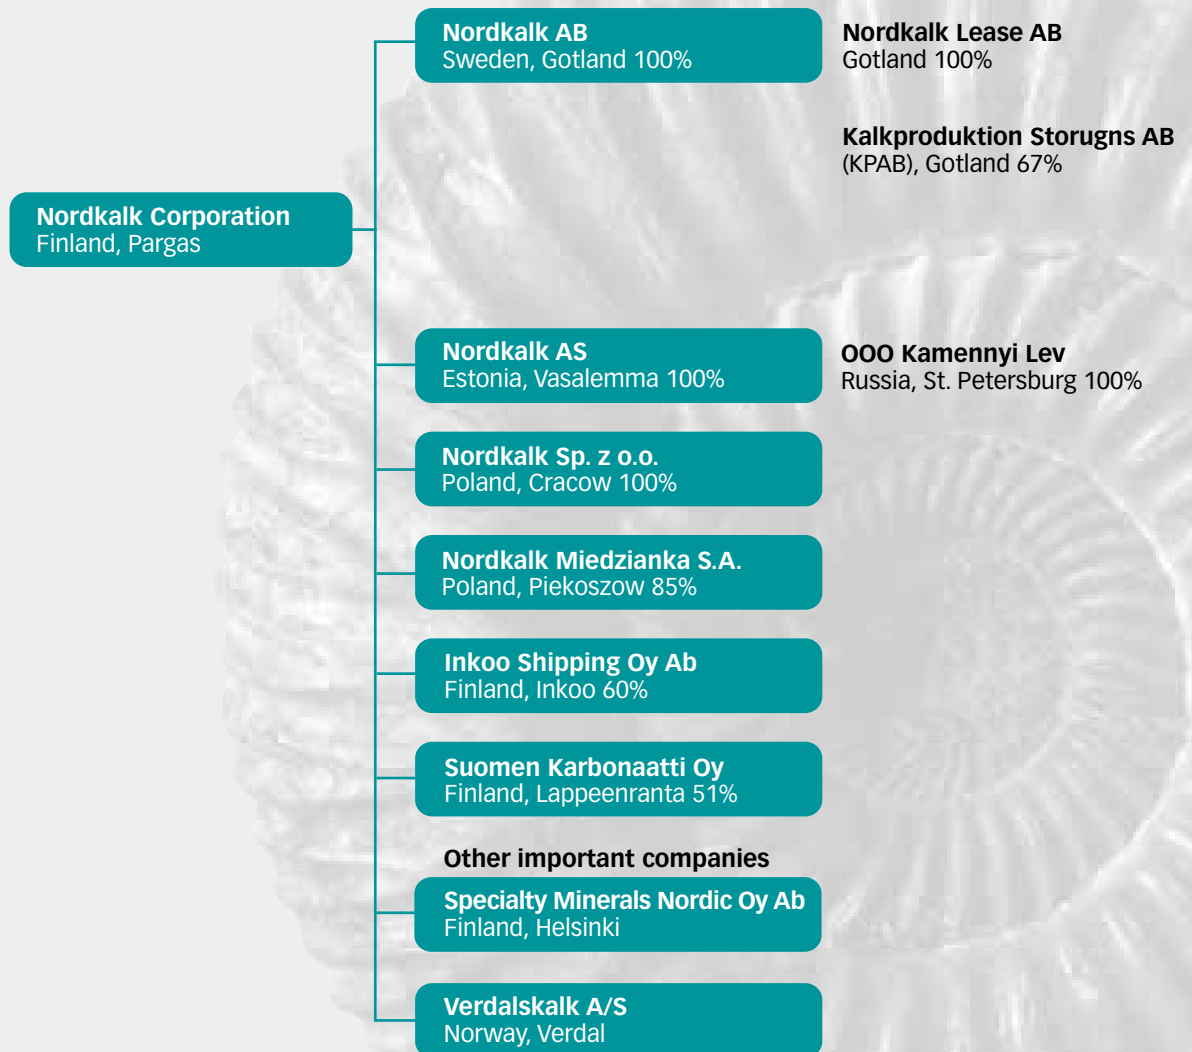 Nordkalk Corporation
Finland, Pargas
Nordkalk AB
Sweden, Gotland 100%
Nordkalk Lease AB
Gotland 100%
Kalkproduktion Storugns AB
(KPAB), Gotland 67%
Nordkalk AS
Estonia, Vasalemma 100%
OOO Kamennyi Lev
Russia, St. Petersburg 100%
Nordkalk Sp. z o.o.
Poland, Cracow 100%
Nordkalk Miedzianka S.A.
Poland, Piekoszow 85%
Inkoo Shipping Oy Ab
Finland, Inkoo 60%
Suomen Karbonaatti Oy
Finland, Lappeenranta 51%
Other important companies
Specialty Minerals Nordic Oy Ab
Finland, Helsinki
Verdalskalk A/S
Norway, Verdal